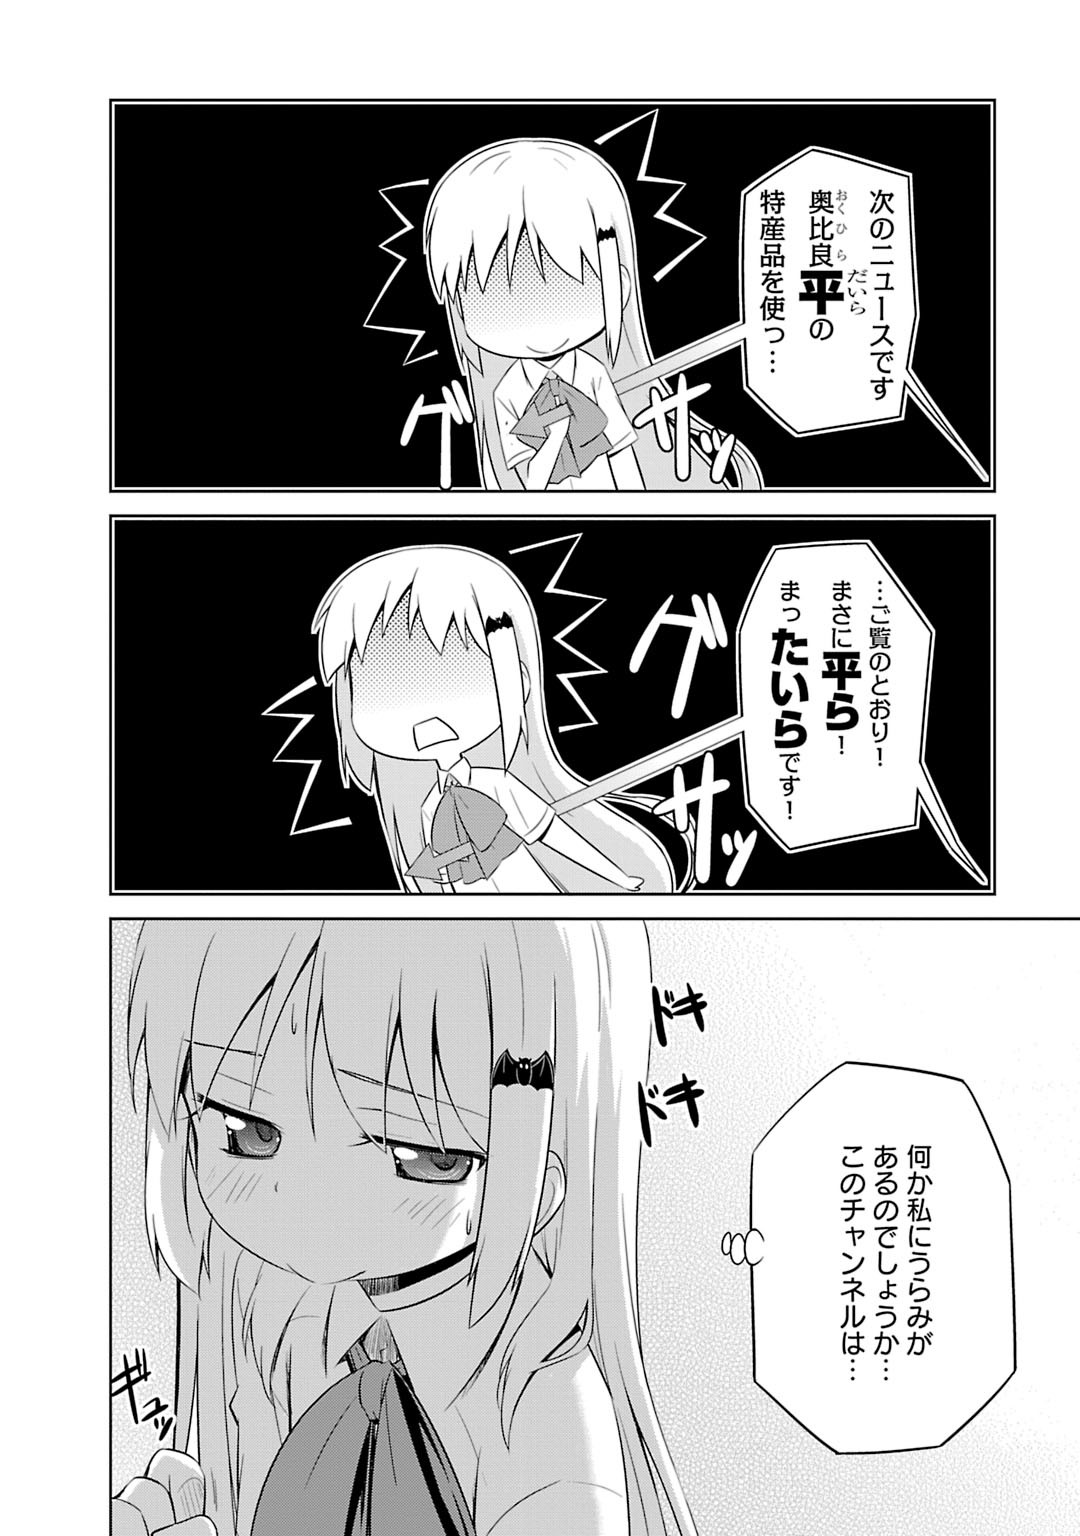 次のニュースです
奥比良平の
おくひらだいら
特産品を使っ…
グ
サッ
…ご覧のとおり！
まさに平ら！
まったいらです！
グ
サッ
ドキ
ドキ
何か私にうらみが
あるのでしょうか…
このチャンネルは…
ギュッ